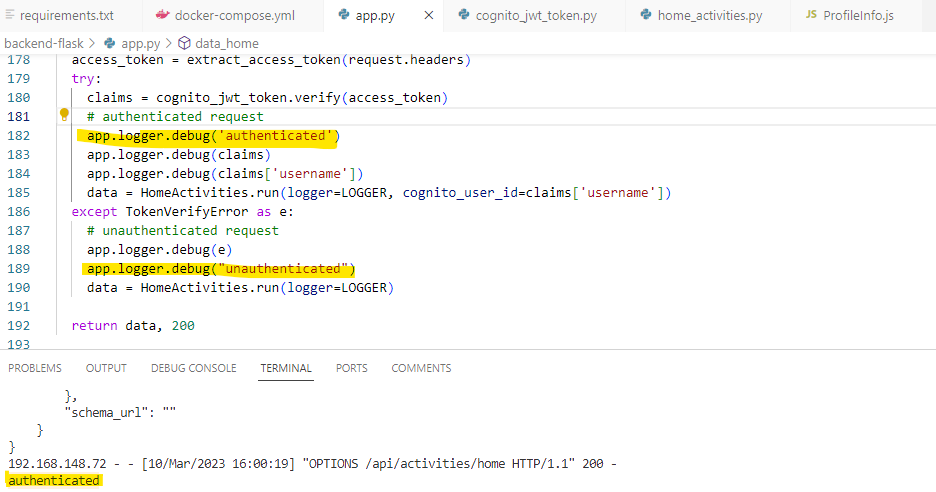 requirements.txt docker-compose.yml app.py cognito_jwt_token.py home_activities.py JS ProfileInfo.js
backend-flask > app.py > data_home
178 access_token = extract_access_token(request.headers)
179 try:
180 claims = cognito_jwt_token.verify(access_token)
181 # authenticated request
182 app.logger.debug('authenticated')
183 app.logger.debug(claims)
184 app.logger.debug(claims['username'])
185 data = HomeActivities.run(logger=LOGGER, cognito_user_id=claims['username'])
186 except TokenVerifyError as e:
187 # unauthenticated request
188 app.logger.debug(e)
189 app.logger.debug("unauthenticated")
190 data = HomeActivities.run(logger=LOGGER)
191
192 return data, 200
193
PROBLEMS OUTPUT DEBUG CONSOLE TERMINAL PORTS COMMENTS
},
"schema_url": ""
}
}
192.168.148.72 - - [10/Mar/2023 16:00:19] "OPTIONS /api/activities/home HTTP/1.1" 200 -
authenticated